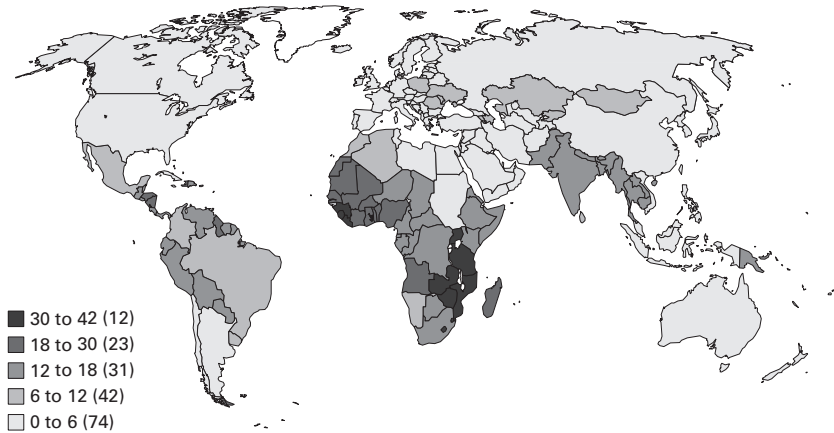 30 to 42 (12)
18 to 30 (23)
12 to 18 (31)
6 to 12 (42)
0 to 6 (74)